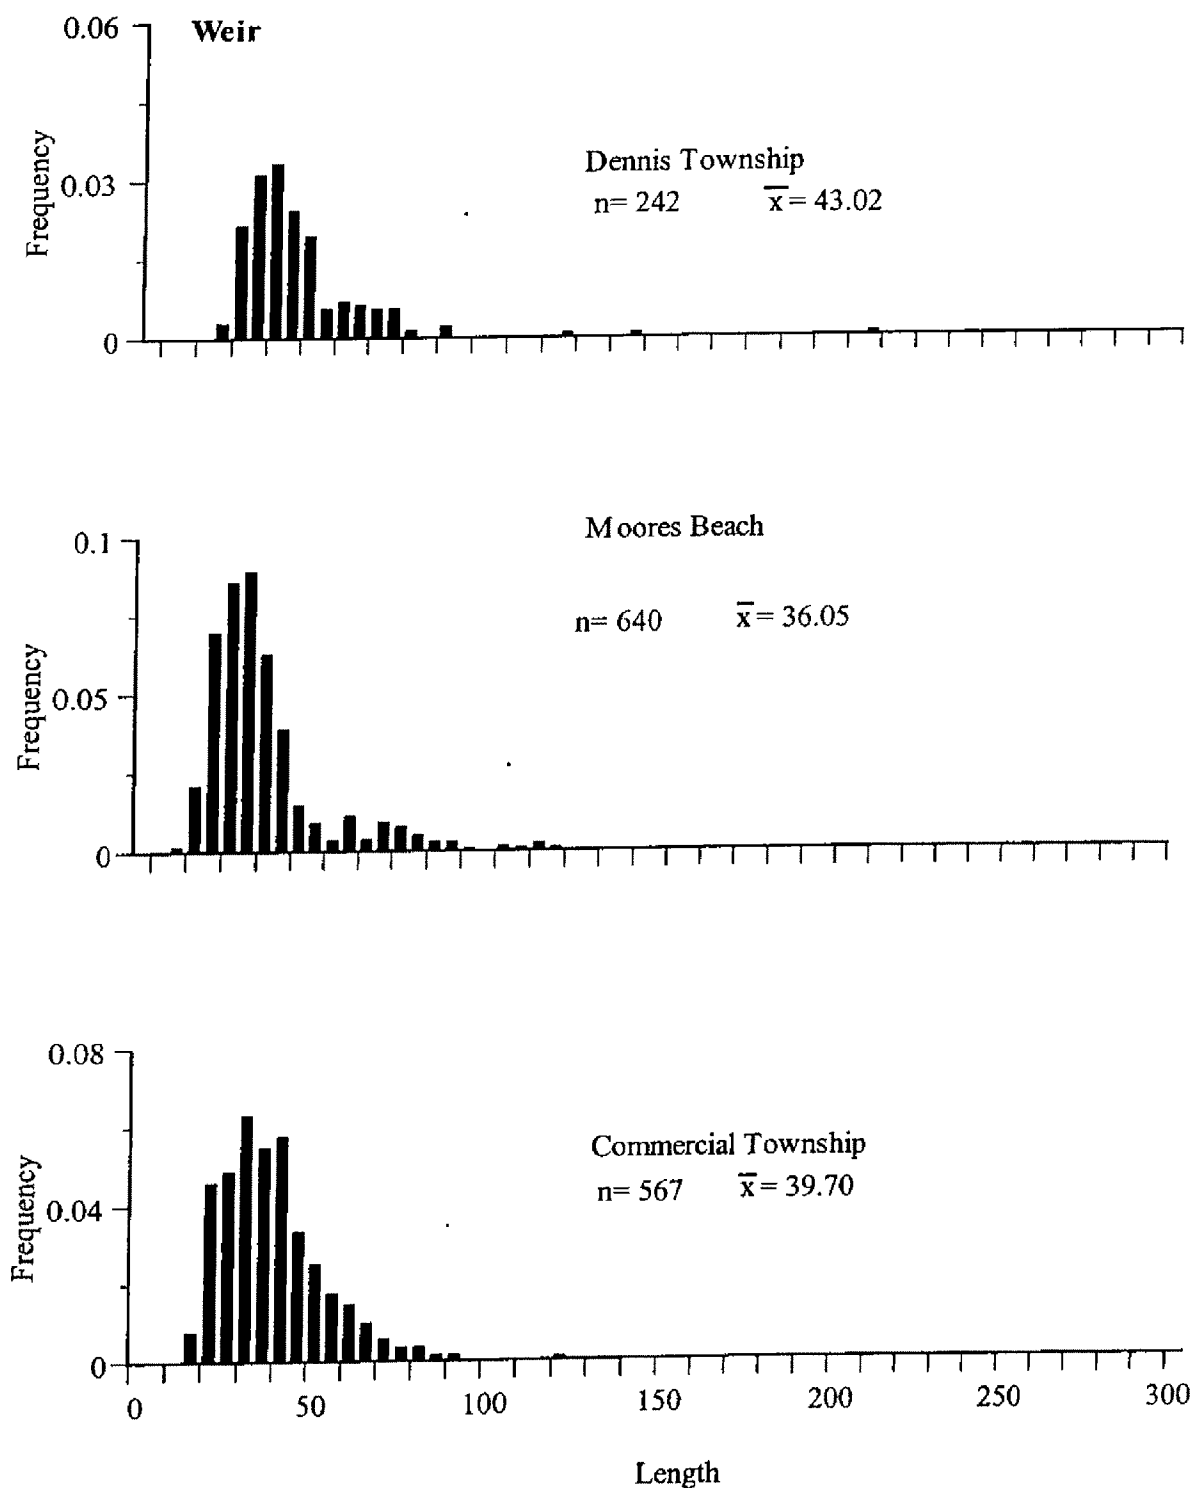 0.06
Weir
Dennis Township
n= 242 x̅= 43.02
Frequency
0.03
0
Moores Beach
0.1
n= 640 x̅= 36.05
Frequency
0.05
0
0.08
Commercial Township
n= 567 x̅= 39.70
Frequency
0.04
0
0 50 100 150 200 250 300
Length